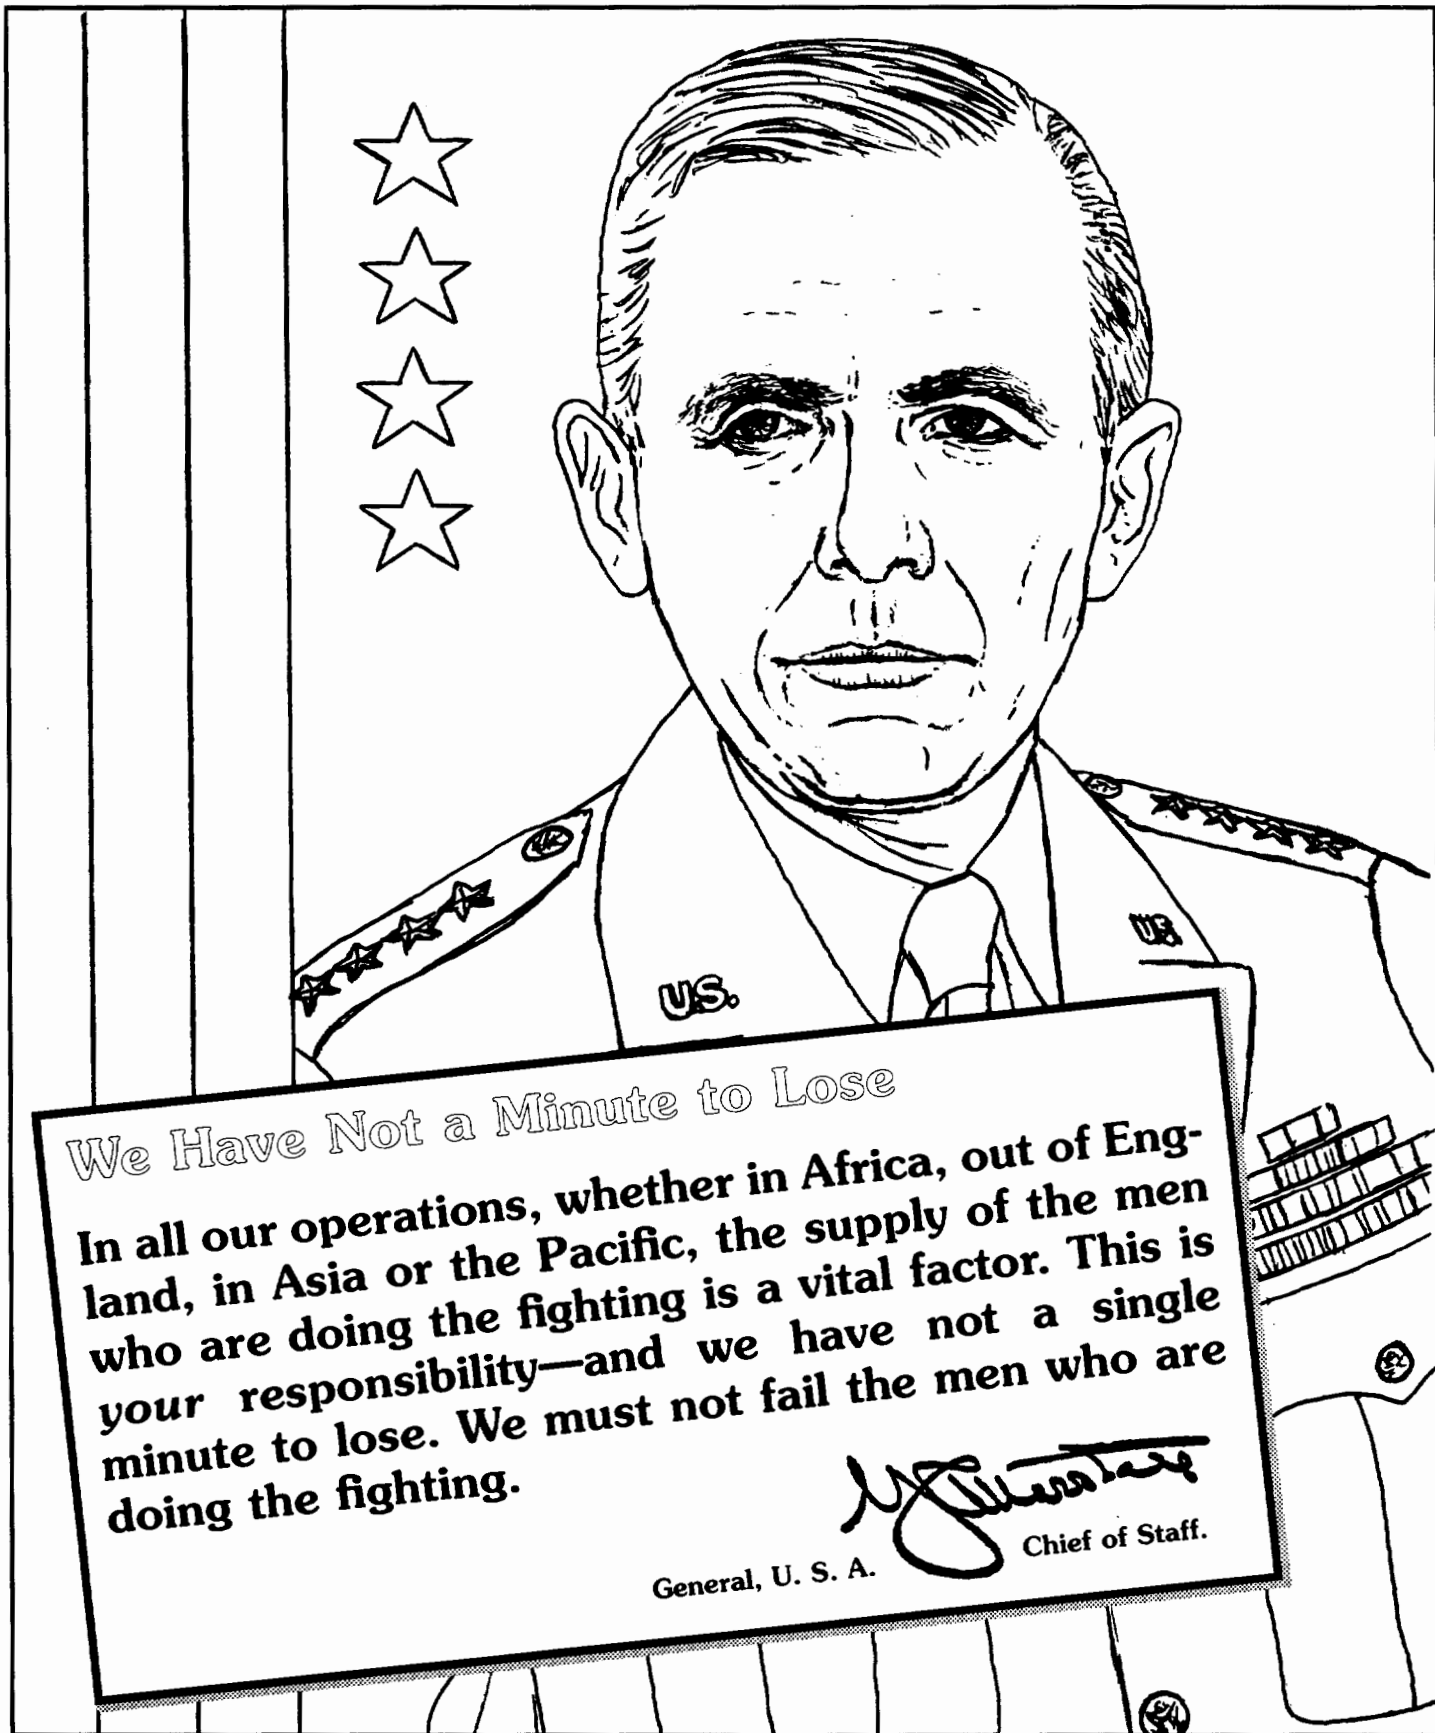 U.S.
U.S.
We Have Not a Minute to Lose
In all our operations, whether in Africa, out of Eng-
land, in Asia or the Pacific, the supply of the men
who are doing the fighting is a vital factor. This is
your responsibility—and we have not a single
minute to lose. We must not fail the men who are
doing the fighting.
General, U. S. A.
Chief of Staff.